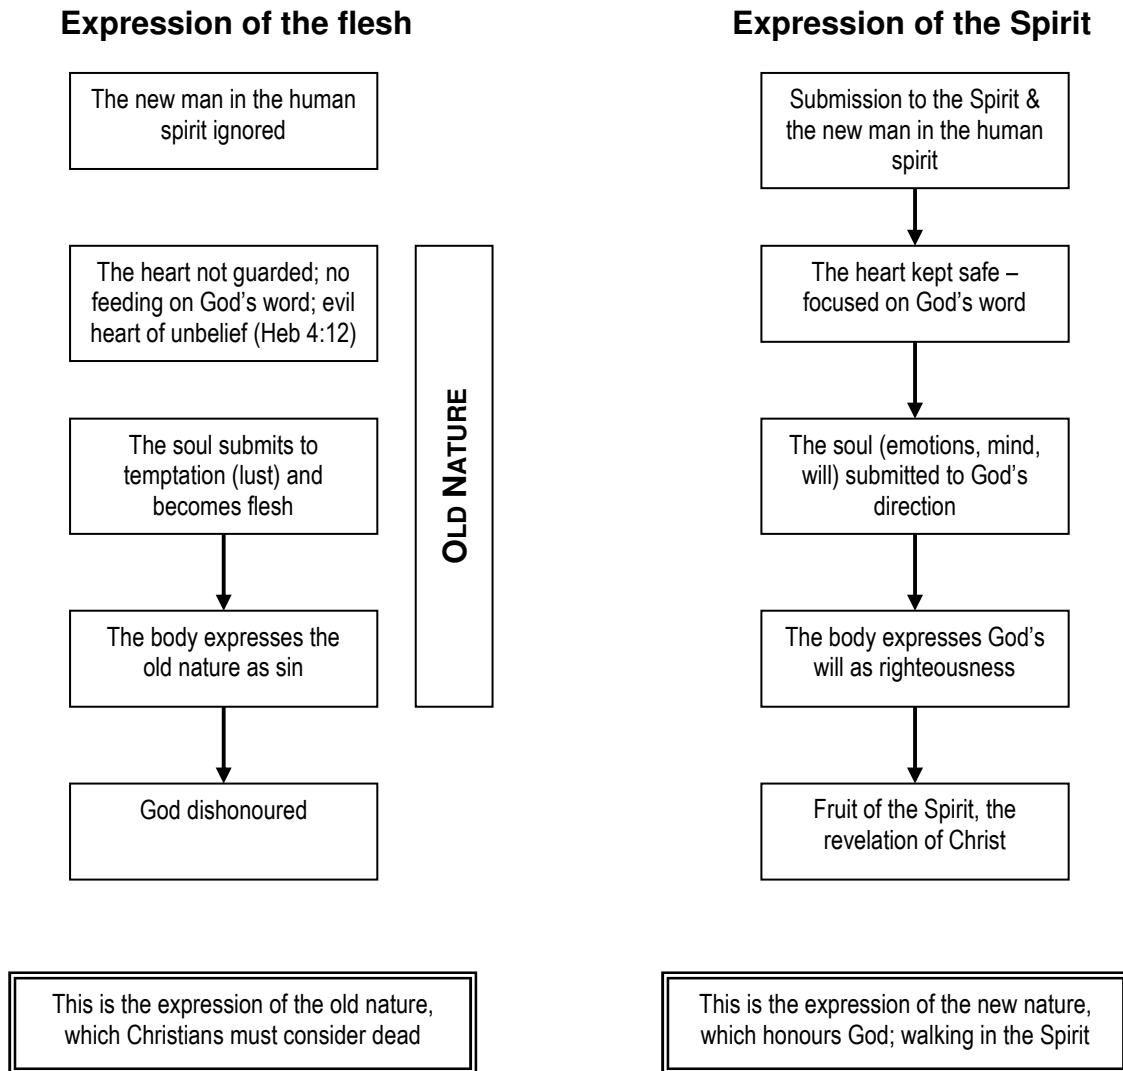 Expression of the flesh
The new man in the human
spirit ignored
The heart not guarded; no
feeding on God’s word; evil
heart of unbelief (Heb 4:12)
The soul submits to
temptation (lust) and
becomes flesh
The body expresses the
old nature as sin
God dishonoured
OLD NATURE
This is the expression of the old nature,
which Christians must consider dead
Expression of the Spirit
Submission to the Spirit &
the new man in the human
spirit
The heart kept safe –
focused on God’s word
The soul (emotions, mind,
will) submitted to God’s
direction
The body expresses God’s
will as righteousness
Fruit of the Spirit, the
revelation of Christ
This is the expression of the new nature,
which honours God; walking in the Spirit